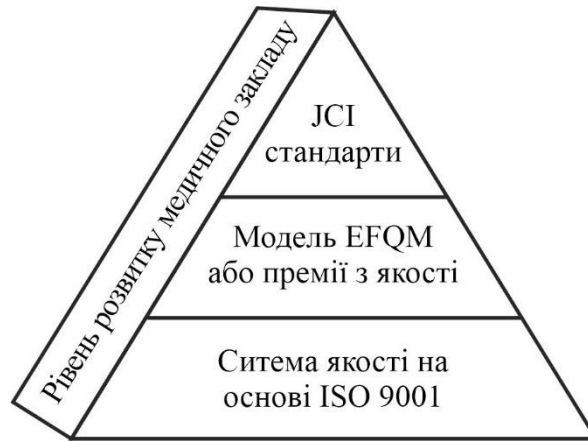 Рівень розвитку медичного закладу
JCI
стандарти
Модель EFQM
або премії з якості
Ситема якості на
основі ISO 9001